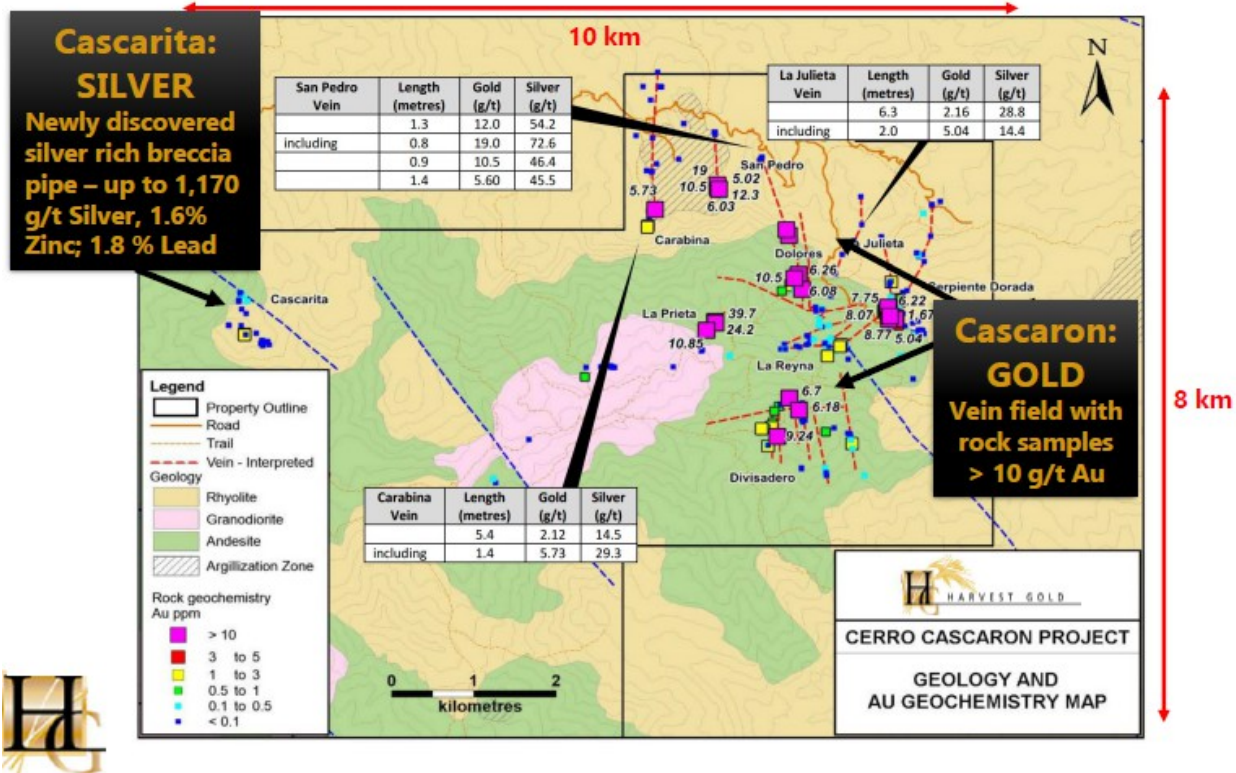 10 km
8 km
N
Cascarita:
SILVER
Newly discovered
silver rich breccia
pipe – up to 1,170
g/t Silver, 1.6%
Zinc; 1.8 % Lead
San Pedro Vein | Length (metres) | Gold (g/t) | Silver (g/t)
1.3 | 12.0 | 54.2
including | 0.8 | 19.0 | 72.6
0.9 | 10.5 | 46.4
1.4 | 5.60 | 45.5
La Julieta Vein | Length (metres) | Gold (g/t) | Silver (g/t)
6.3 | 2.16 | 28.8
including | 2.0 | 5.04 | 14.4
San Pedro
19
5.02
10.5
12.3
6.03
5.73
Carabina
Dolores
6.26
10.5
6.08
Julieta
Serpiente Dorada
7.75
6.22
8.07
1.67
8.77
5.04
Cascarita
La Prieta
39.7
24.2
10.85
La Reyna
6.7
6.18
9.24
Divisadero
Cascaron:
GOLD
Vein field with
rock samples
> 10 g/t Au
Carabina Vein | Length (metres) | Gold (g/t) | Silver (g/t)
5.4 | 2.12 | 14.5
including | 1.4 | 5.73 | 29.3
Legend
Property Outline
Road
Trail
Vein - Interpreted
Geology
Rhyolite
Granodiorite
Andesite
Argillization Zone
Rock geochemistry
Au ppm
> 10
3 to 5
1 to 3
0.5 to 1
0.1 to 0.5
< 0.1
0 1 2
kilometres
HARVEST GOLD
CERRO CASCARON PROJECT
GEOLOGY AND
AU GEOCHEMISTRY MAP